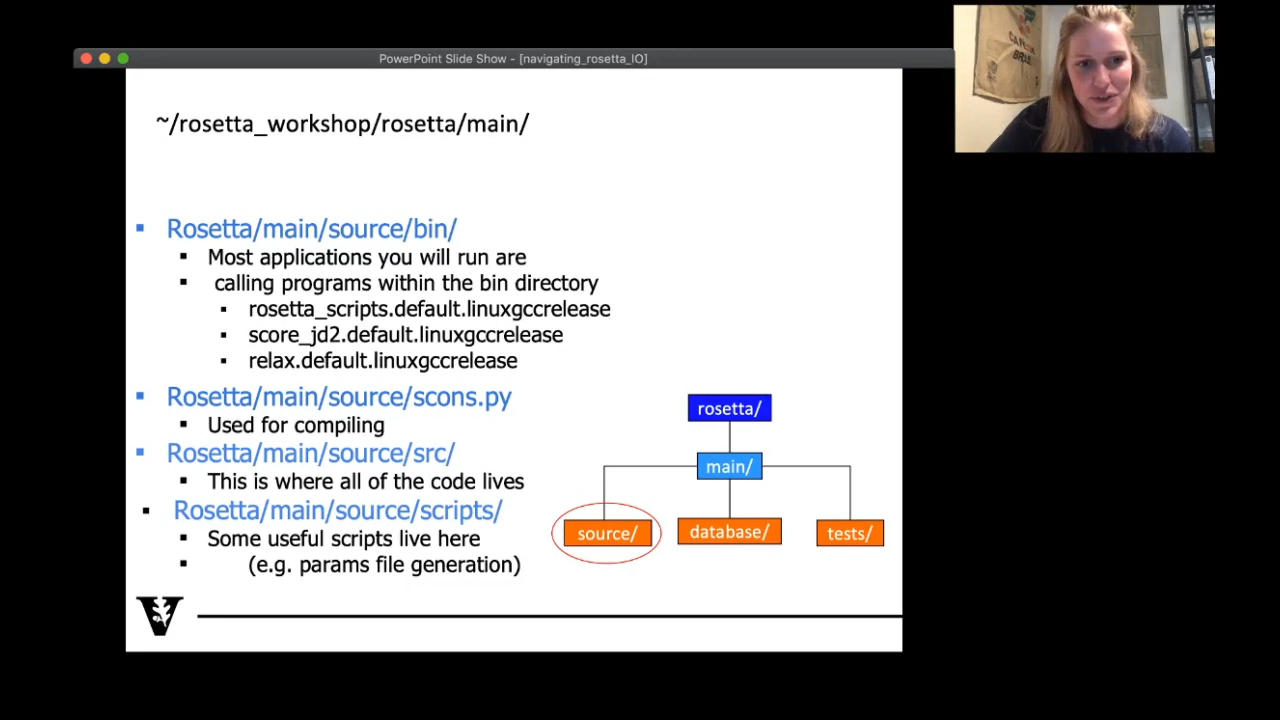 PowerPoint Slide Show - [navigating_rosetta_IO]
~/rosetta_workshop/rosetta/main/
Rosetta/main/source/bin/
Most applications you will run are
calling programs within the bin directory
rosetta_scripts.default.linuxgccrelease
score_jd2.default.linuxgccrelease
relax.default.linuxgccrelease
Rosetta/main/source/scons.py
Used for compiling
Rosetta/main/source/src/
This is where all of the code lives
Rosetta/main/source/scripts/
Some useful scripts live here
(e.g. params file generation)
rosetta/
main/
source/
database/
tests/
V